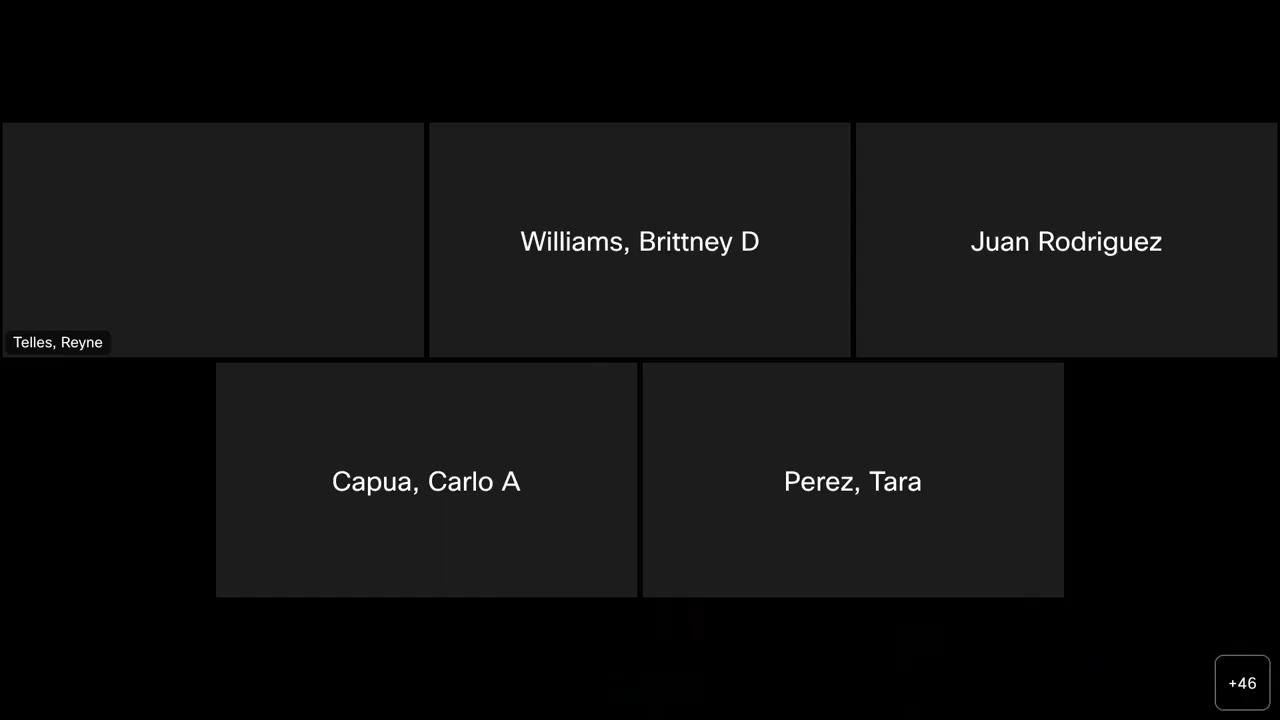 Telles, Reyne
Williams, Brittney D
Juan Rodriguez
Capua, Carlo A
Perez, Tara
+46